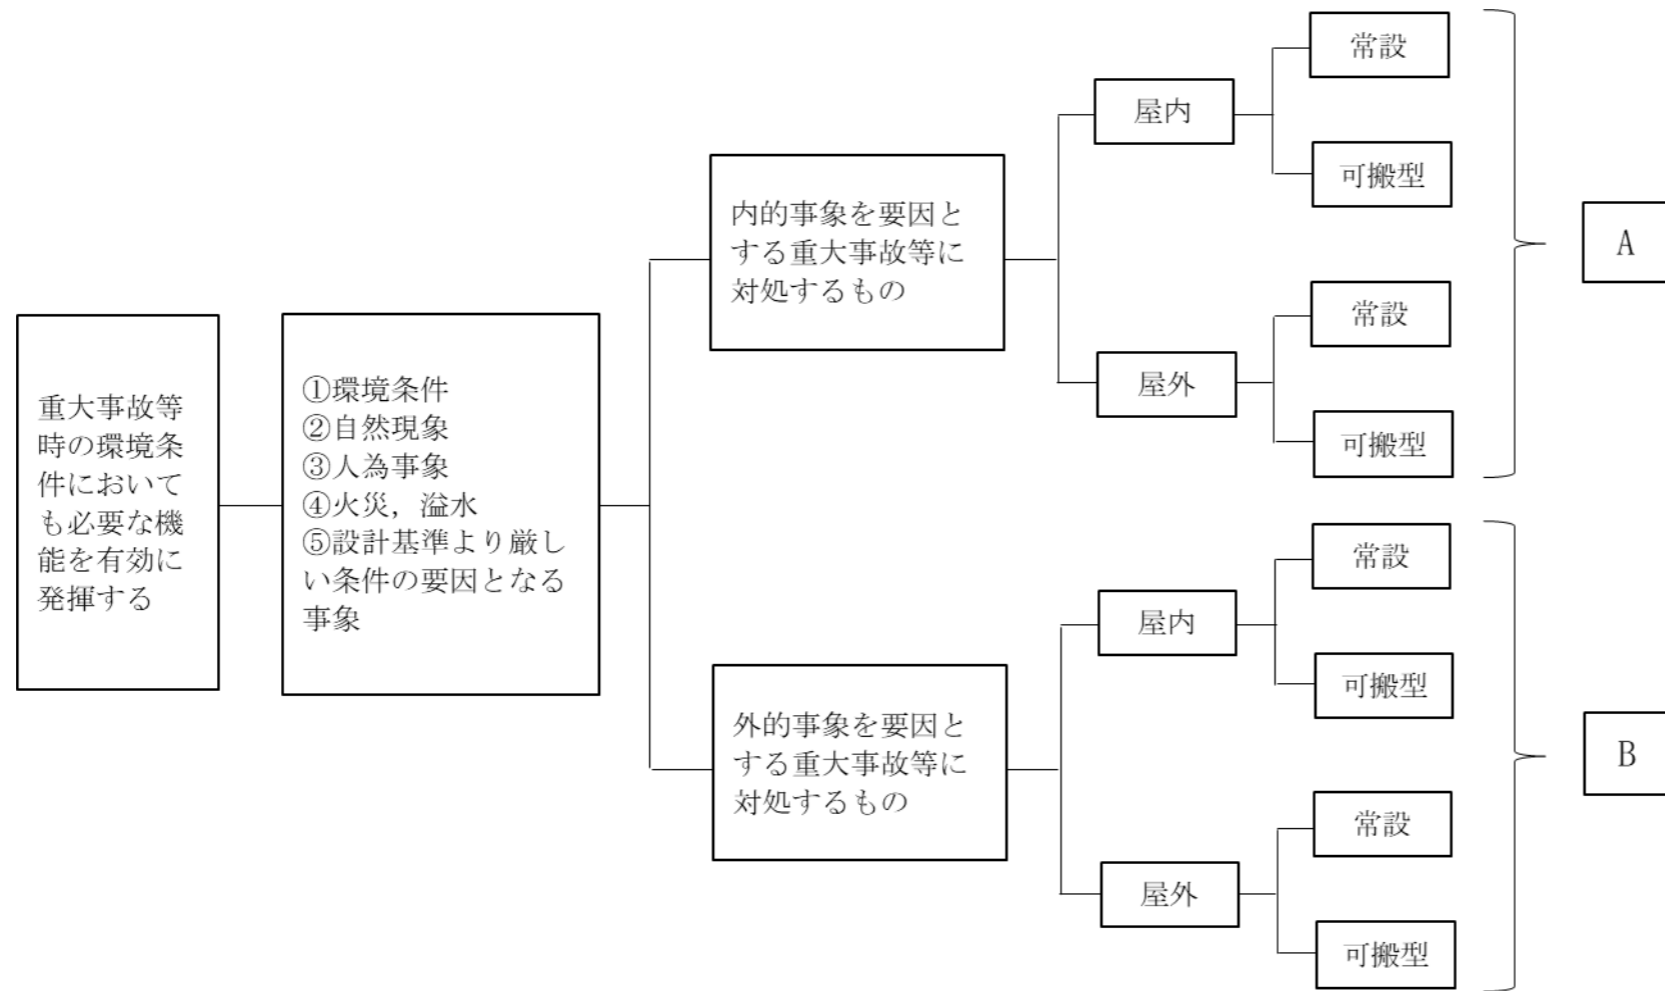 重大事故等
時の環境条
件において
も必要な機
能を有効に
発揮する
①環境条件
②自然現象
③人為事象
④火災，溢水
⑤設計基準より厳し
い条件の要因となる
事象
内的事象を要因と
する重大事故等に
対処するもの
屋内
常設
可搬型
屋外
常設
可搬型
A
外的事象を要因と
する重大事故等に
対処するもの
屋内
常設
可搬型
屋外
常設
可搬型
B